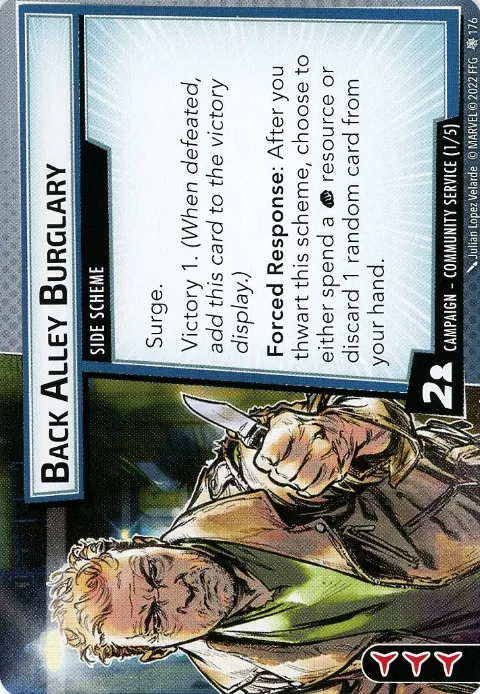 BACK ALLEY BURGLARY
SIDE SCHEME
Surge.
Victory 1. (When defeated,
add this card to the victory
display.)
Forced Response: After you
thwart this scheme, choose to
either spend a resource or
discard 1 random card from
your hand.
2
CAMPAIGN - COMMUNITY SERVICE (1/5)
Julian Lopez Velarde © MARVEL © 2022 FFG 176